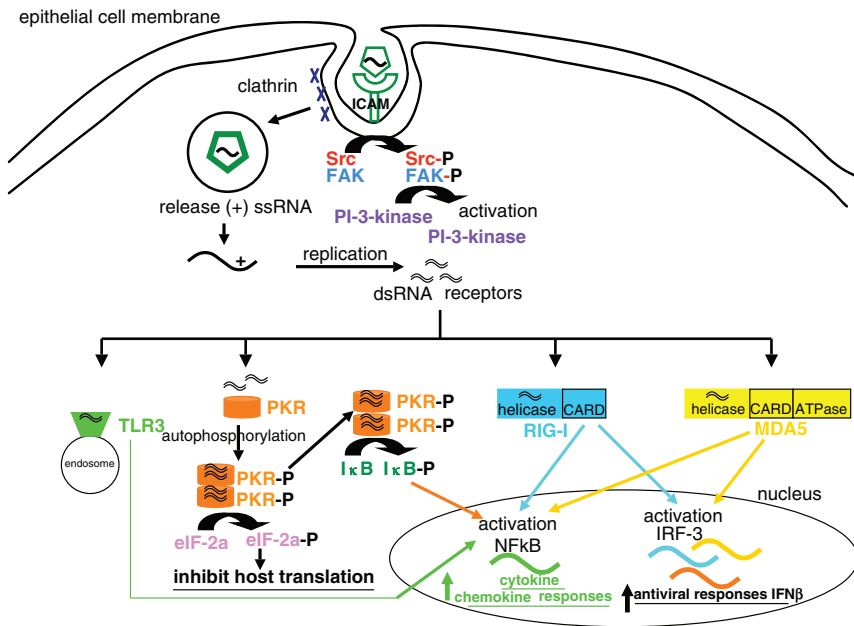 epithelial cell membrane
clathrin
ICAM
Src
FAK
Src-P
FAK-P
PI-3-kinase
activation
PI-3-kinase
release (+) ssRNA
+
replication
dsRNA receptors
TLR3
endosome
PKR
autophosphorylation
PKR-P
PKR-P
eIF-2a
eIF-2a-P
inhibit host translation
PKR-P
PKR-P
IκB
IκB-P
helicase CARD
RIG-I
helicase CARD ATPase
MDA5
nucleus
activation
NFkB
cytokine
chemokine responses
activation
IRF-3
antiviral responses IFNβ